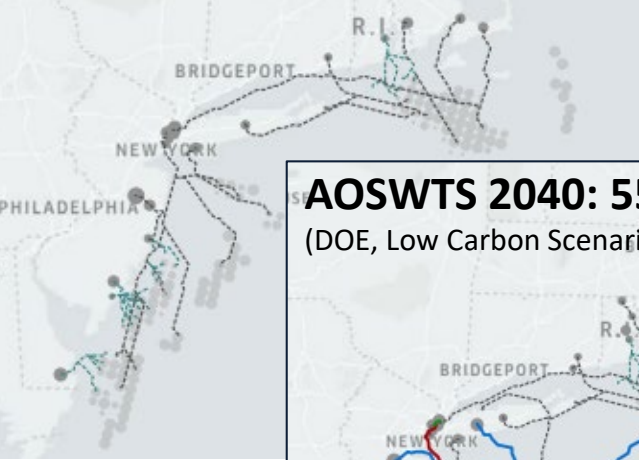 R.I.
BRIDGEPORT
NEW YORK
PHILADELPHIA
AOSWTS 2040: 5
(DOE, Low Carbon Scenari
R.
BRIDGEPORT
NEW YORK